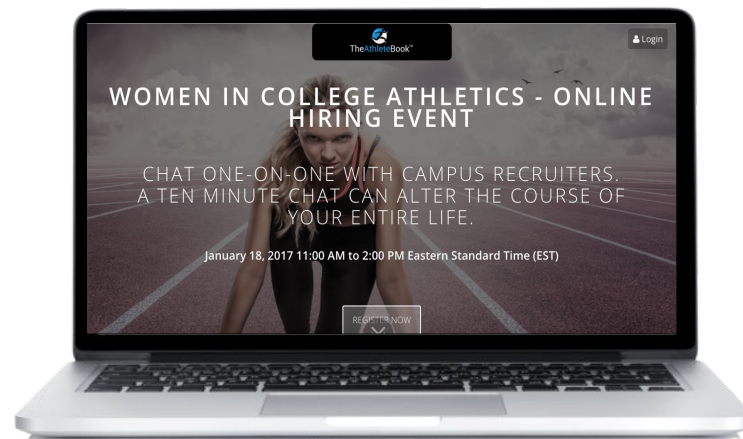 TheAthleteBook™
Login
WOMEN IN COLLEGE ATHLETICS - ONLINE
HIRING EVENT
CHAT ONE-ON-ONE WITH CAMPUS RECRUITERS.
A TEN MINUTE CHAT CAN ALTER THE COURSE OF
YOUR ENTIRE LIFE.
January 18, 2017 11:00 AM to 2:00 PM Eastern Standard Time (EST)
REGISTER NOW